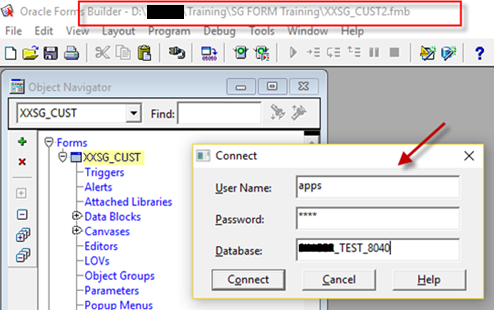 Oracle Forms Builder - D:\ \Training\SG FORM Training\XXSG_CUST2.fmb
File Edit View Layout Program Debug Tools Window Help
Object Navigator
XXSG_CUST Find:
Forms
XXSG_CUST
Triggers
Alerts
Attached Libraries
Data Blocks
Canvases
Editors
LOVs
Object Groups
Parameters
Popup Menus
Connect
User Name: apps
Password: ****
Database: _TEST_8040
Connect Cancel Help